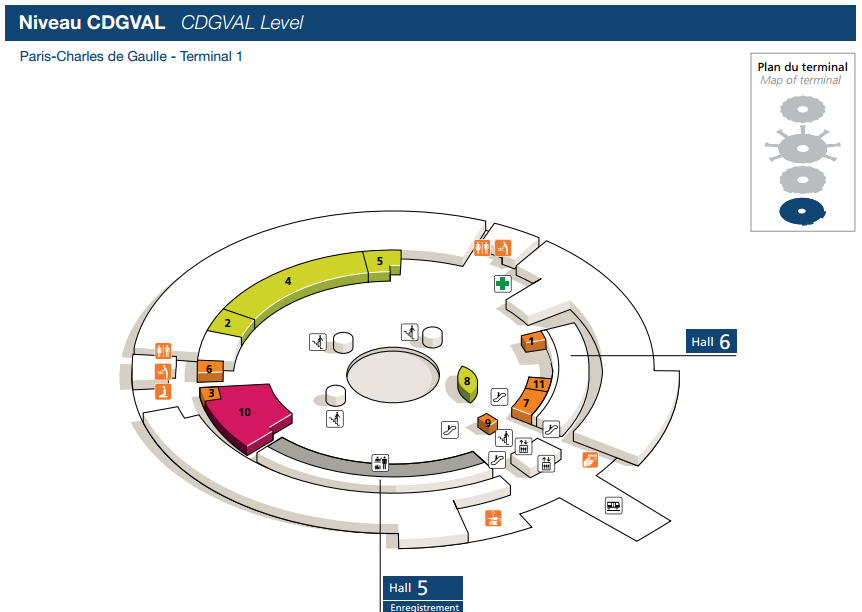 Niveau CDGVAL CDGVAL Level
Paris-Charles de Gaulle - Terminal 1
Plan du terminal
Map of terminal
5
4
2
1
Hall 6
6
3
10
8
11
7
9
?
Hall 5
Enregistrement